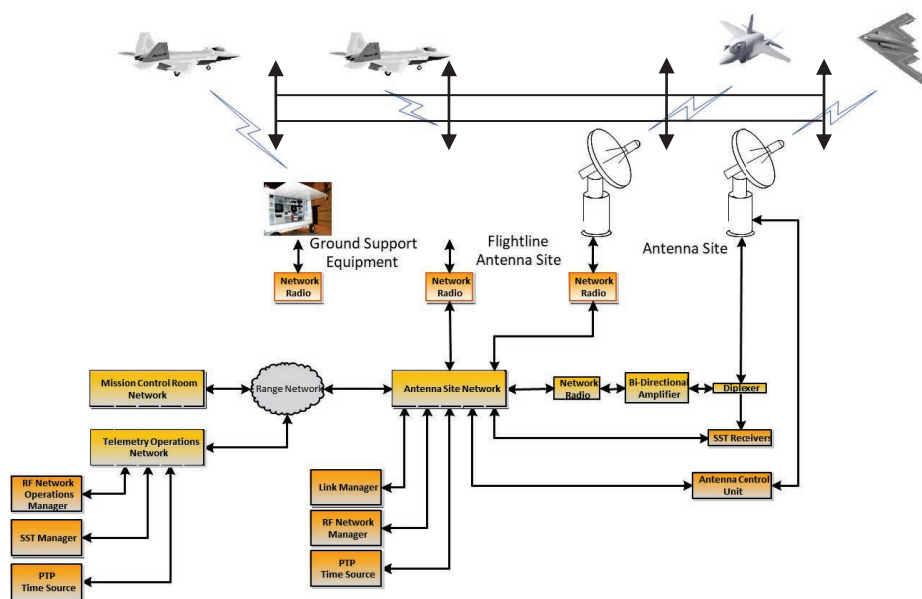 Ground Support
Equipment
Flightline
Antenna Site
Antenna Site
Network
Radio
Network
Radio
Network
Radio
Mission Control Room
Network
Range Network
Antenna Site Network
Network
Radio
Bi-Directional
Amplifier
Diplexer
Telemetry Operations
Network
SST Receivers
RF Network
Operations
Manager
Link Manager
Antenna Control
Unit
SST Manager
RF Network
Manager
PTP
Time Source
PTP
Time Source